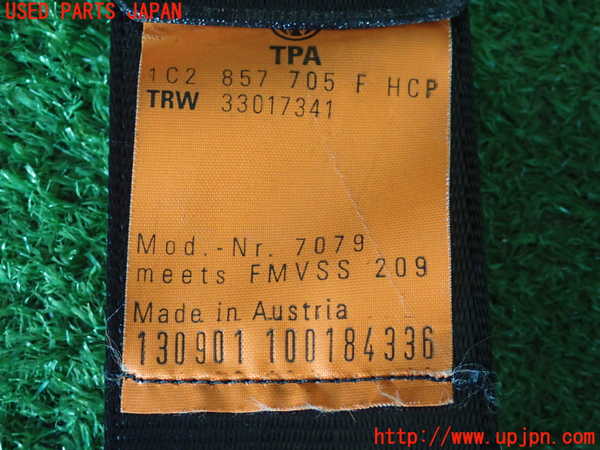 USED PARTS JAPAN
TPA
1C2 857 705 F HCP
TRW 33017341
Mod.-Nr. 7079
meets FMVSS 209
Made in Austria
130901 100184336
http://www.upjpn.com/